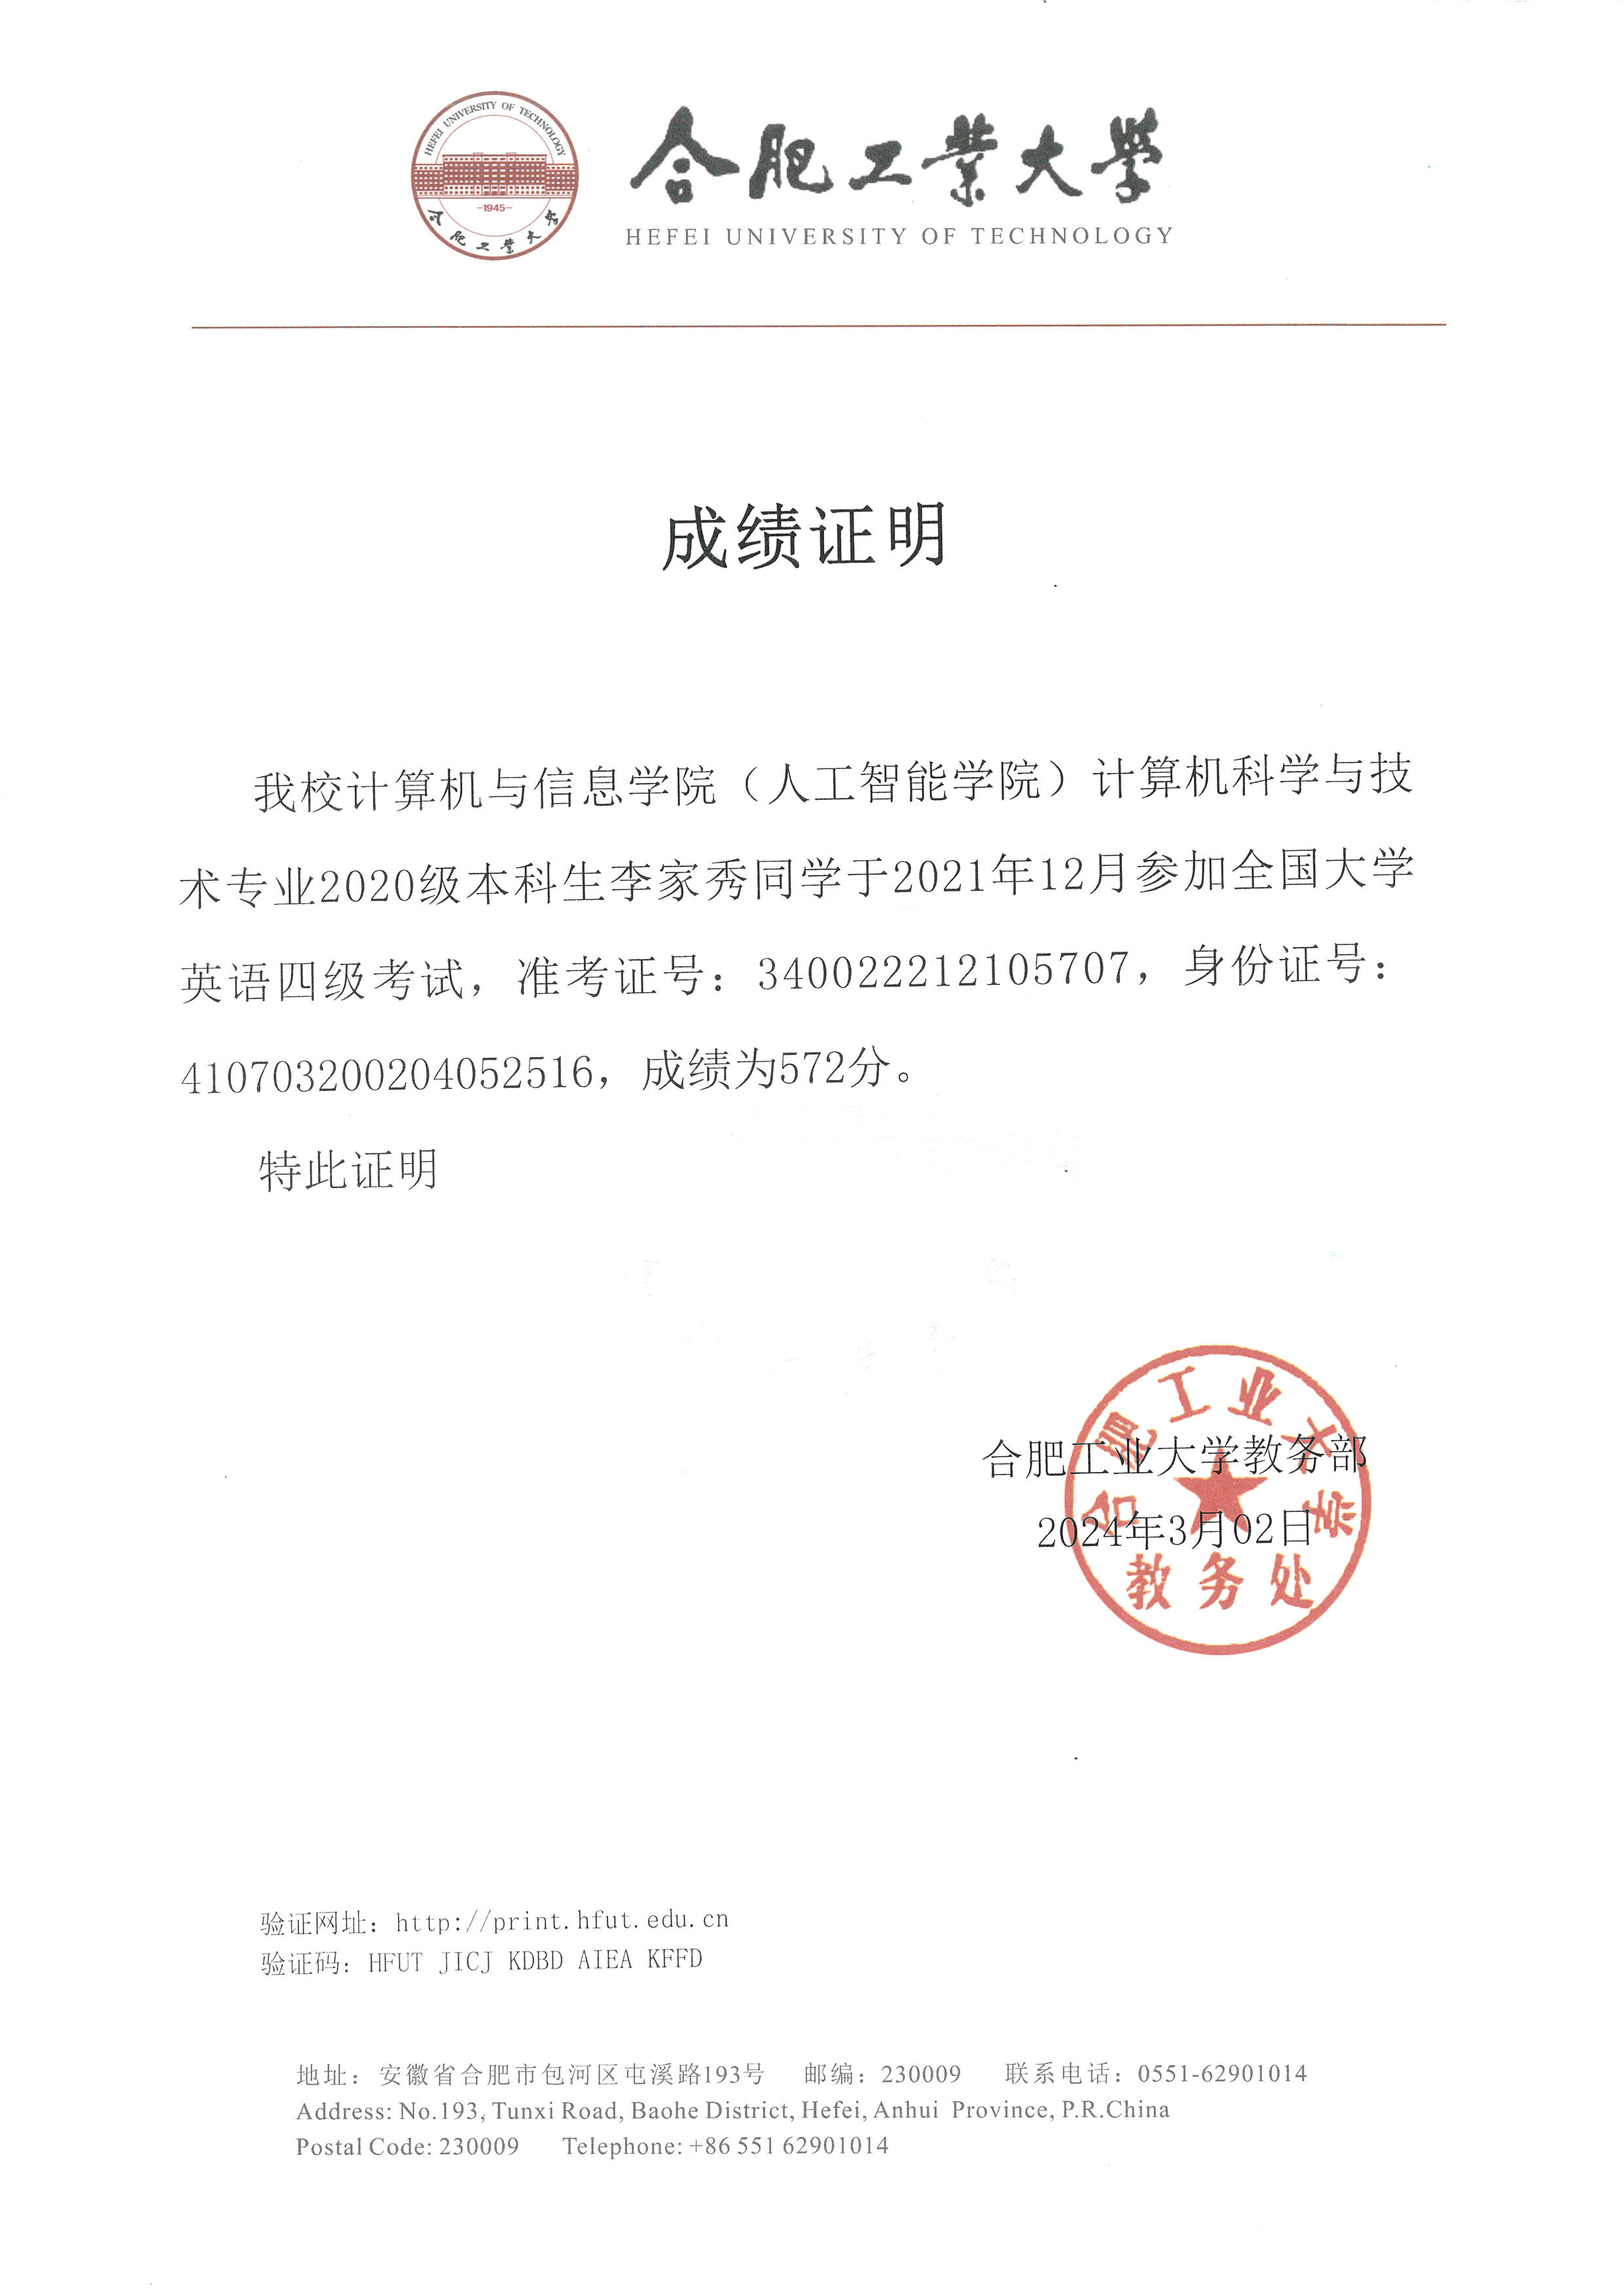 HEFEI UNIVERSITY OF TECHNOLOGY
-1945-
合肥工業大學
合肥工業大學
HEFEI UNIVERSITY OF TECHNOLOGY
成绩证明
我校计算机与信息学院（人工智能学院）计算机科学与技
术专业2020级本科生李家秀同学于2021年12月参加全国大学
英语四级考试，准考证号：340022212105707，身份证号：
410703200204052516，成绩为572分。
特此证明
合肥工业大学
合肥工业大学教务部
2024年3月02日
教务处
验证网址：http://print.hfut.edu.cn
验证码：HFUT JICJ KDBD AIEA KFFD
地址：安徽省合肥市包河区屯溪路193号 邮编：230009 联系电话：0551-62901014
Address: No.193, Tunxi Road, Baohe District, Hefei, Anhui Province, P.R.China
Postal Code: 230009 Telephone: +86 551 62901014